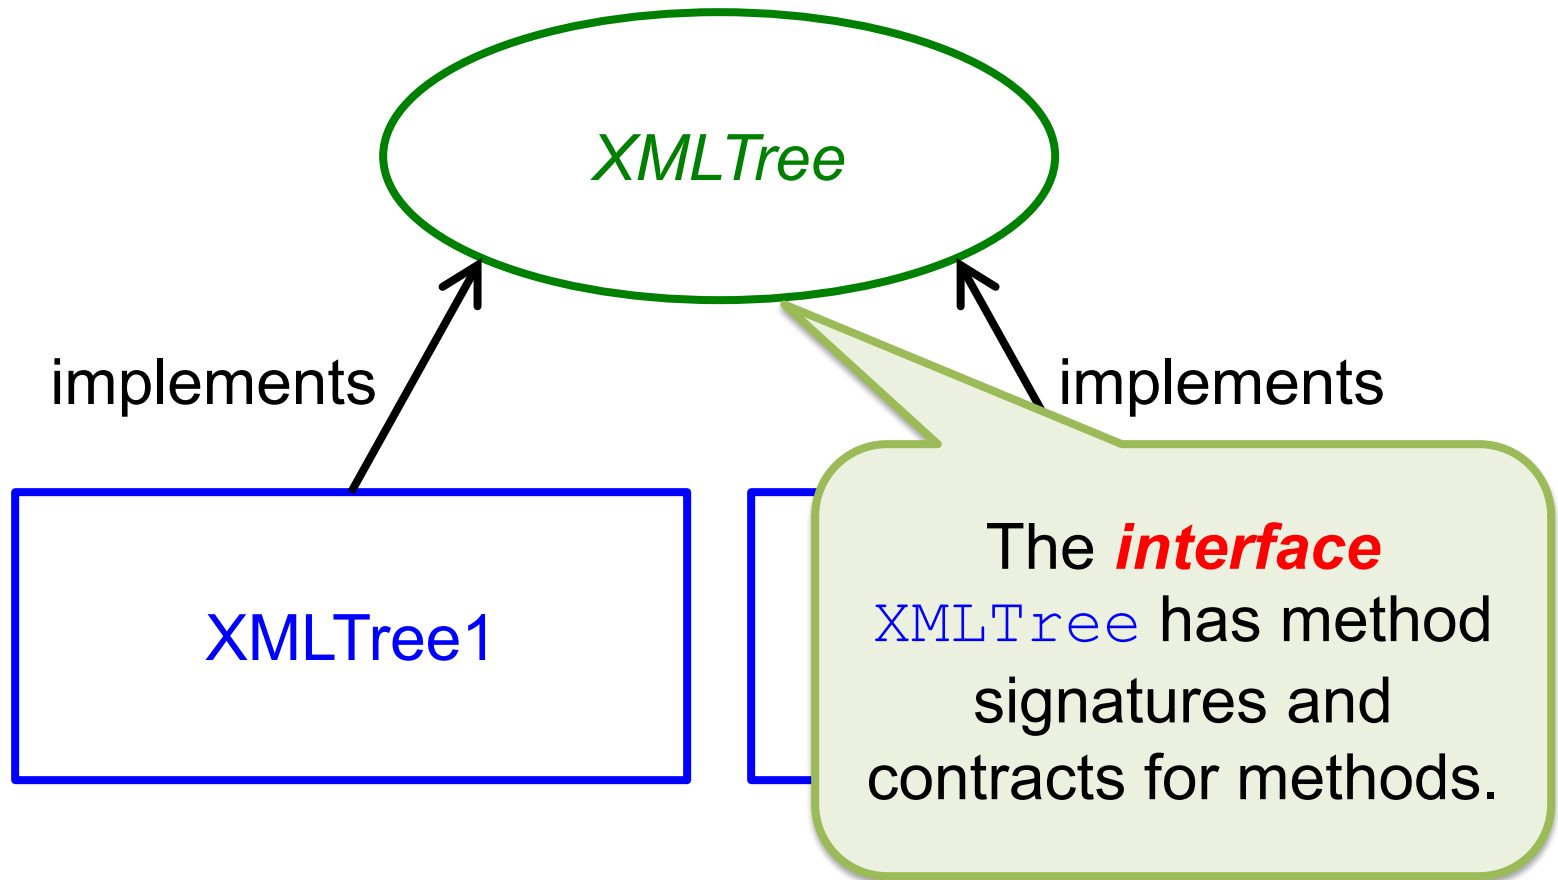 XMLTree
implements
implements
XMLTree1
The interface
XMLTree has method
signatures and
contracts for methods.